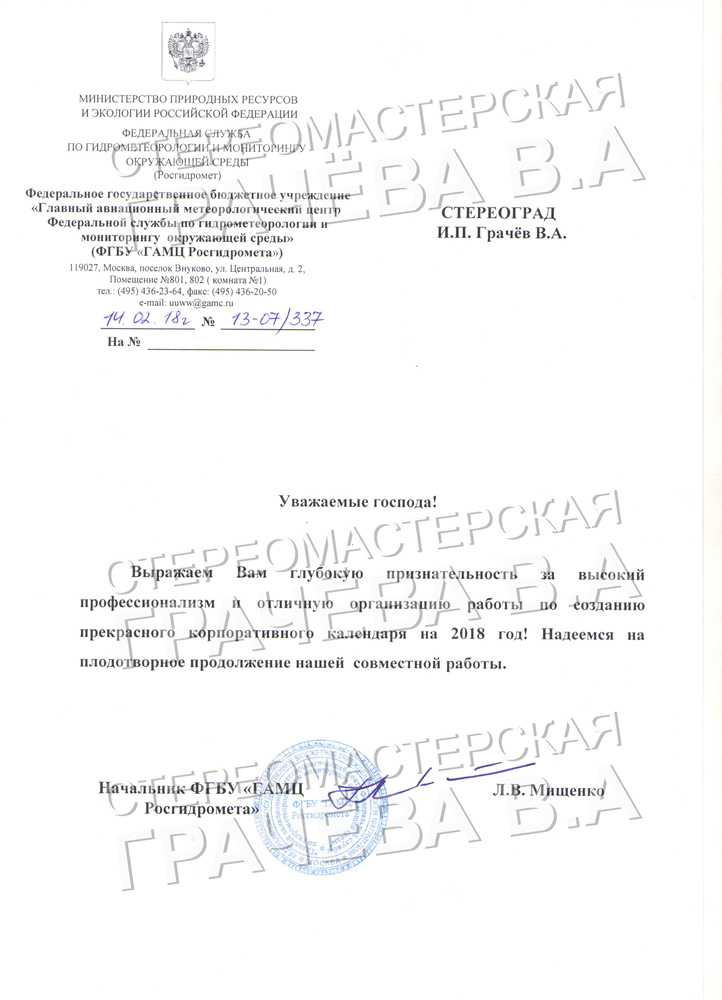 МИНИСТЕРСТВО ПРИРОДНЫХ РЕСУРСОВ
И ЭКОЛОГИИ РОССИЙСКОЙ ФЕДЕРАЦИИ
ФЕДЕРАЛЬНАЯ СЛУЖБА
ПО ГИДРОМЕТЕОРОЛОГИИ И МОНИТОРИНГУ
ОКРУЖАЮЩЕЙ СРЕДЫ
(Росгидромет)
Федеральное государственное бюджетное учреждение
«Главный авиационный метеорологический центр
Федеральной службы по гидрометеорологии и
мониторингу окружающей среды»
(ФГБУ «ГАМЦ Росгидромета»)
119027, Москва, поселок Внуково, ул. Центральная, д. 2,
Помещение №801, 802 ( комната №1)
тел.: (495) 436-23-64, факс: (495) 436-20-50
e-mail: uuww@gamc.ru
14.02.18г № 13-07/337
На №
СТЕРЕОГРАД
И.П. Грачёв В.А.
СТЕРЕОМАСТЕРСКАЯ
ГРАЧЁВА В.А
Уважаемые господа!
СТЕРЕОМАСТЕРСКАЯ
ГРАЧЁВА В.А
Выражаем Вам глубокую признательность за высокий
профессионализм и отличную организацию работы по созданию
прекрасного корпоративного календаря на 2018 год! Надеемся на
плодотворное продолжение нашей совместной работы.
СТЕРЕОМАСТЕРСКАЯ
ГРАЧЁВА В.А
Начальник ФГБУ «ГАМЦ
Росгидромета»
Л.В. Мищенко
ФГБУ "ГАМЦ
Росгидромета"